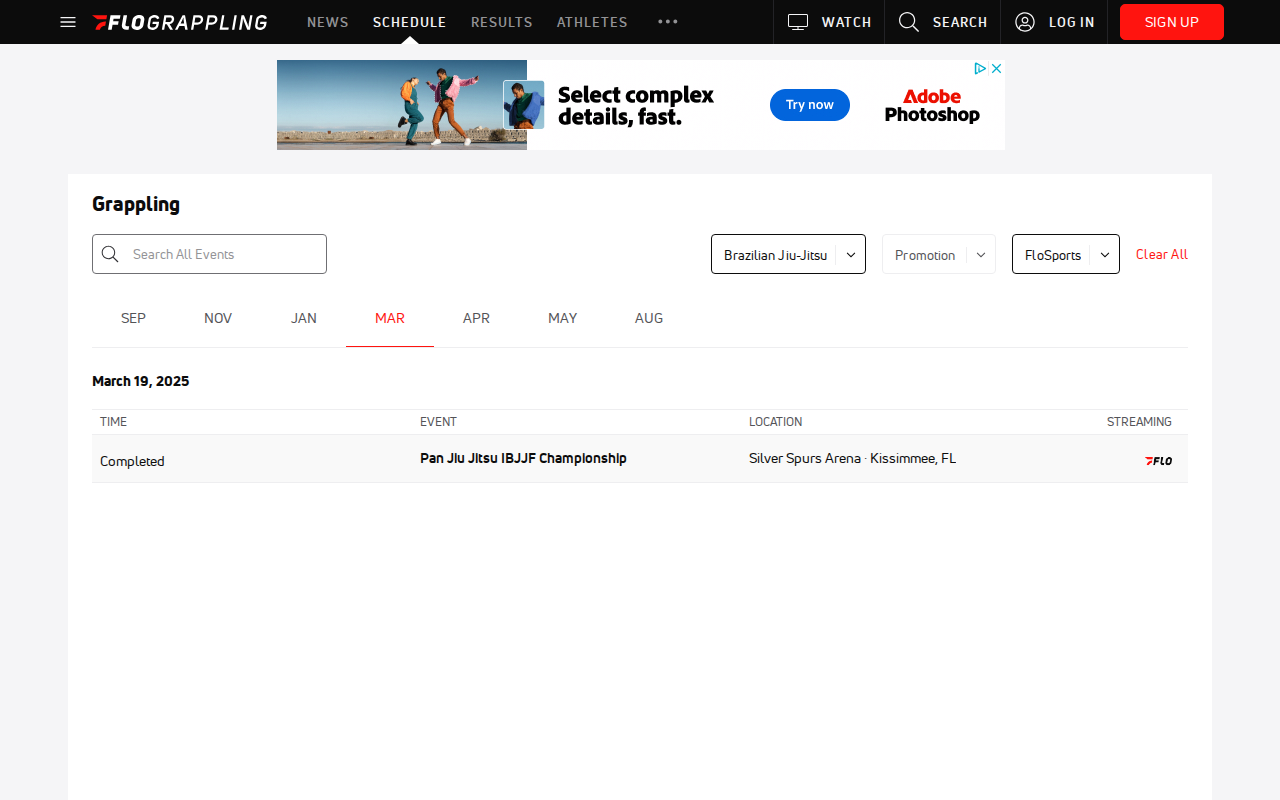 FLOGRAPPLING NEWS SCHEDULE RESULTS ATHLETES ••• WATCH SEARCH LOG IN SIGN UP
Select complex
details, fast.
Try now
Adobe
Photoshop
Grappling
Search All Events
Brazilian Jiu-Jitsu
Promotion
FloSports
Clear All
SEP NOV JAN MAR APR MAY AUG
March 19, 2025
TIME EVENT LOCATION STREAMING
Completed Pan Jiu Jitsu IBJJF Championship Silver Spurs Arena · Kissimmee, FL FLO